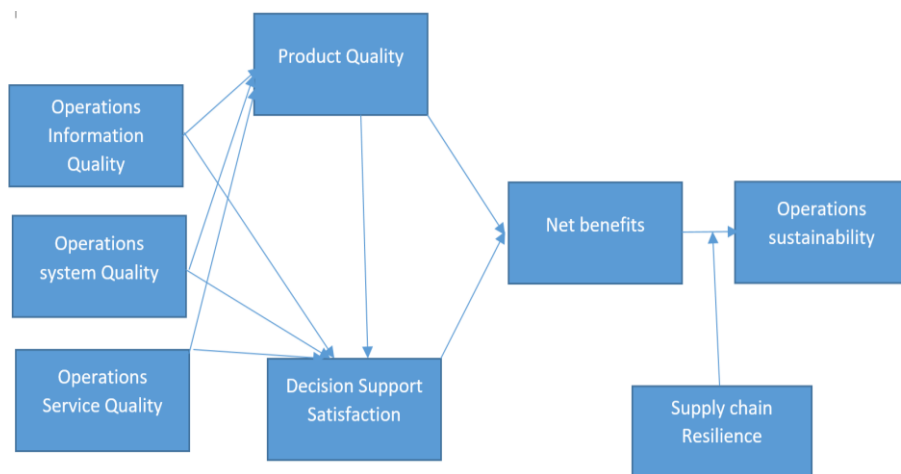 Product Quality
Operations
Information
Quality
Operations
system Quality
Operations
Service Quality
Decision Support
Satisfaction
Net benefits
Operations
sustainability
Supply chain
Resilience